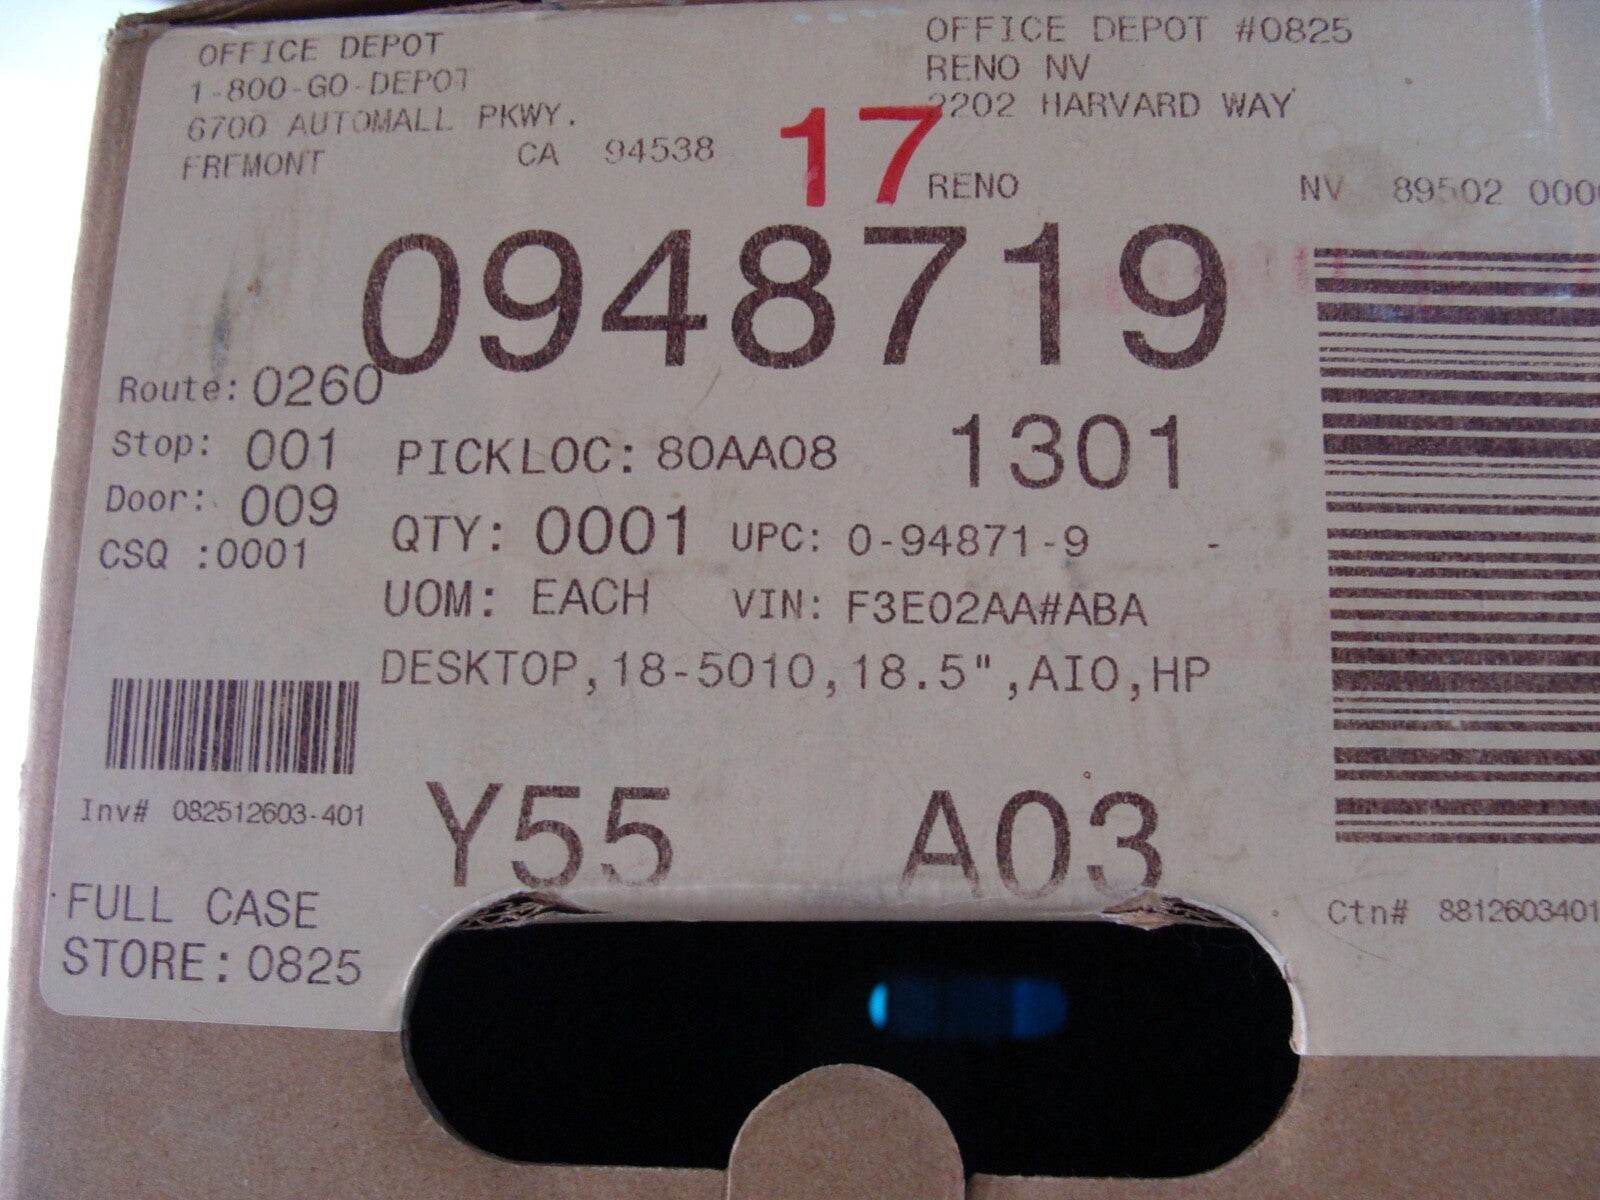 OFFICE DEPOT
1-800-GO-DEPOT
6700 AUTOMALL PKWY.
FREMONT CA 94538
OFFICE DEPOT #0825
RENO NV
2202 HARVARD WAY
17
RENO NV 89502
0948719
Route: 0260
Stop: 001
Door: 009
CSQ :0001
PICKLOC: 80AA08 1301
QTY: 0001 UPC: 0-94871-9 -
UOM: EACH VIN: F3E02AA#ABA
DESKTOP,18-5010,18.5",AIO,HP
Inv# 082512603-401
Y55 A03
FULL CASE
STORE: 0825
Ctn# 8812603401